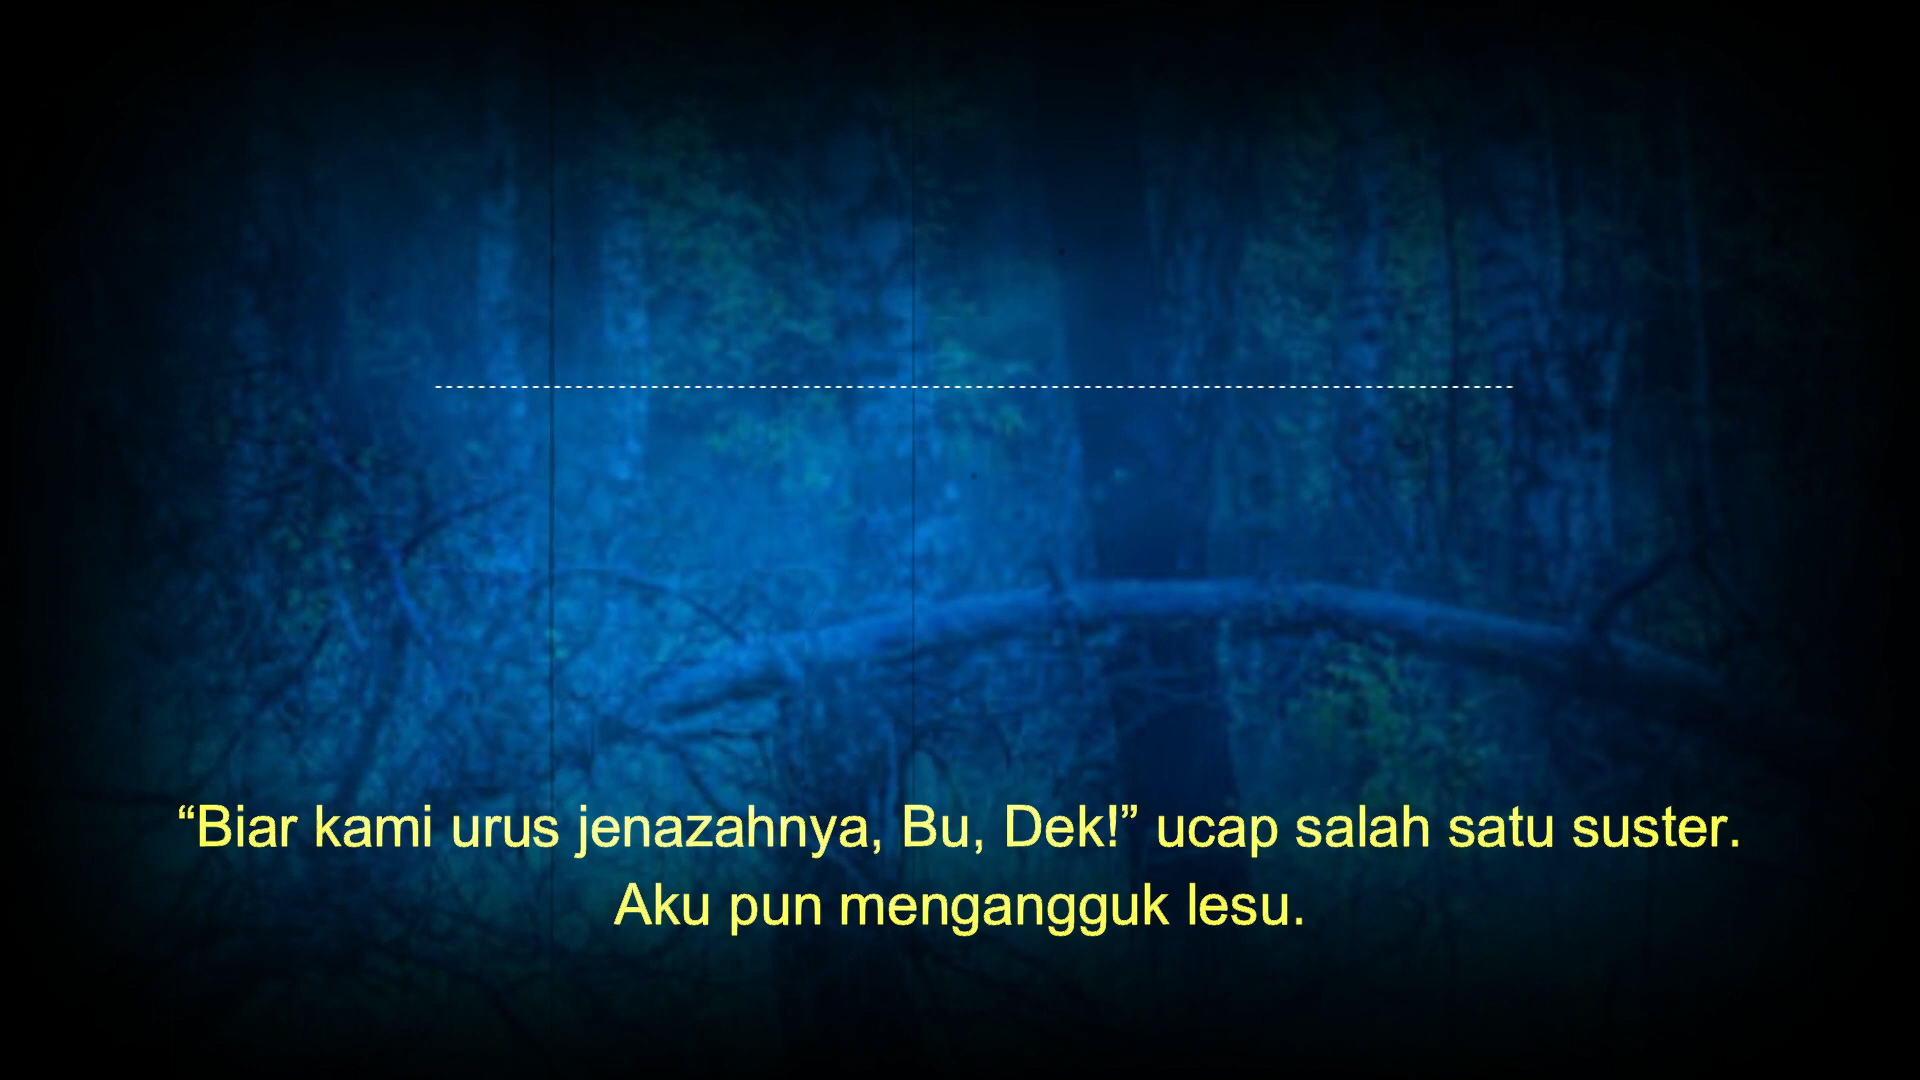 “Biar kami urus jenazahnya, Bu, Dek!” ucap salah satu suster.
Aku pun mengangguk lesu.